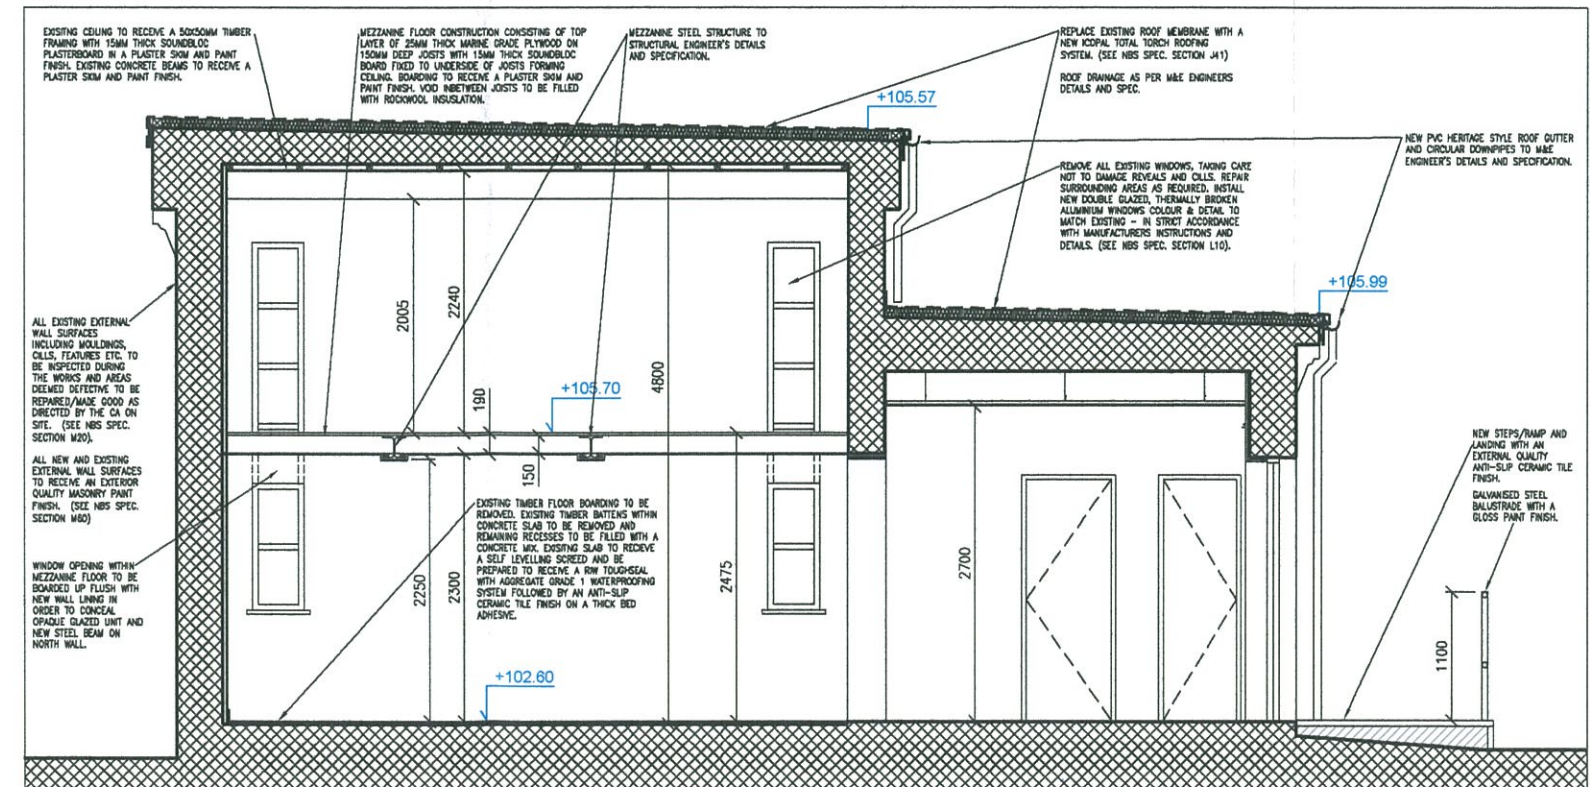 EXISITNG CEILING TO RECEIVE A 50X50MM TIMBER
FRAMING WITH 15MM THICK SOUNDBLOC
PLASTERBOARD IN A PLASTER SKIM AND PAINT
FINISH. EXISTING CONCRETE BEAMS TO RECEIVE A
PLASTER SKIM AND PAINT FINISH.
MEZZANINE FLOOR CONSTRUCTION CONSISTING OF TOP
LAYER OF 25MM THICK MARINE GRADE PLYWOOD ON
150MM DEEP JOISTS WITH 15MM THICK SOUNDBLOC
BOARD FIXED TO UNDERSIDE OF JOISTS FORMING
CEILING. BOARDING TO RECEIVE A PLASTER SKIM AND
PAINT FINISH. VOID INBETWEEN JOISTS TO BE FILLED
WITH ROCKWOOL INSUSLATION.
MEZZANINE STEEL STRUCTURE TO
STRUCTURAL ENGINEER'S DETAILS
AND SPECIFICATION.
REPLACE EXISTING ROOF MEMBRANE WITH A
NEW ICOPAL TOTAL TORCH ROOFING
SYSTEM. (SEE NBS SPEC. SECTION J41)
ROOF DRAINAGE AS PER M&E ENGINEERS
DETAILS AND SPEC.
+105.57
NEW PVC HERITAGE STYLE ROOF GUTTER
AND CIRCULAR DOWNPIPES TO M&E
ENGINEER'S DETAILS AND SPECIFICATION.
REMOVE ALL EXISTING WINDOWS, TAKING CARE
NOT TO DAMAGE REVEALS AND CILLS. REPAIR
SURROUNDING AREAS AS REQUIRED. INSTALL
NEW DOUBLE GLAZED, THERMALLY BROKEN
ALUMINIUM WINDOWS COLOUR & DETAIL TO
MATCH EXISTING - IN STRICT ACCORDANCE
WITH MANUFACTURERS INSTRUCTIONS AND
DETAILS. (SEE NBS SPEC. SECTION L10).
+105.99
ALL EXISTING EXTERNAL
WALL SURFACES
INCLUDING MOULDINGS,
CILLS, FEATURES ETC. TO
BE INSPECTED DURING
THE WORKS AND AREAS
DEEMED DEFECTIVE TO BE
REPAIRED/MADE GOOD AS
DIRECTED BY THE CA ON
SITE. (SEE NBS SPEC.
SECTION M20).
ALL NEW AND EXISTING
EXTERNAL WALL SURFACES
TO RECEIVE AN EXTERIOR
QUALITY MASONRY PAINT
FINISH. (SEE NBS SPEC.
SECTION M60)
WINDOW OPENING WITHIN
MEZZANINE FLOOR TO BE
BOARDED UP FLUSH WITH
NEW WALL LINING IN
ORDER TO CONCEAL
OPAQUE GLAZED UNIT AND
NEW STEEL BEAM ON
NORTH WALL.
2005
2240
4800
190
+105.70
150
EXISTING TIMBER FLOOR BOARDING TO BE
REMOVED. EXISTING TIMBER BATTENS WITHIN
CONCRETE SLAB TO BE REMOVED AND
REMAINING RECESSES TO BE FILLED WITH A
CONCRETE MIX. EXISITNG SLAB TO RECIEVE
A SELF LEVELLING SCREED AND BE
PREPARED TO RECEIVE A RIW TOUGHSEAL
WITH AGGREGATE GRADE 1 WATERPROOFING
SYSTEM FOLLOWED BY AN ANTI-SLIP
CERAMIC TILE FINISH ON A THICK BED
ADHESIVE.
2250
2300
2475
2700
+102.60
NEW STEPS/RAMP AND
LANDING WITH AN
EXTERNAL QUALITY
ANTI-SLIP CERAMIC TILE
FINISH.
GALVANISED STEEL
BALUSTRADE WITH A
GLOSS PAINT FINISH.
1100